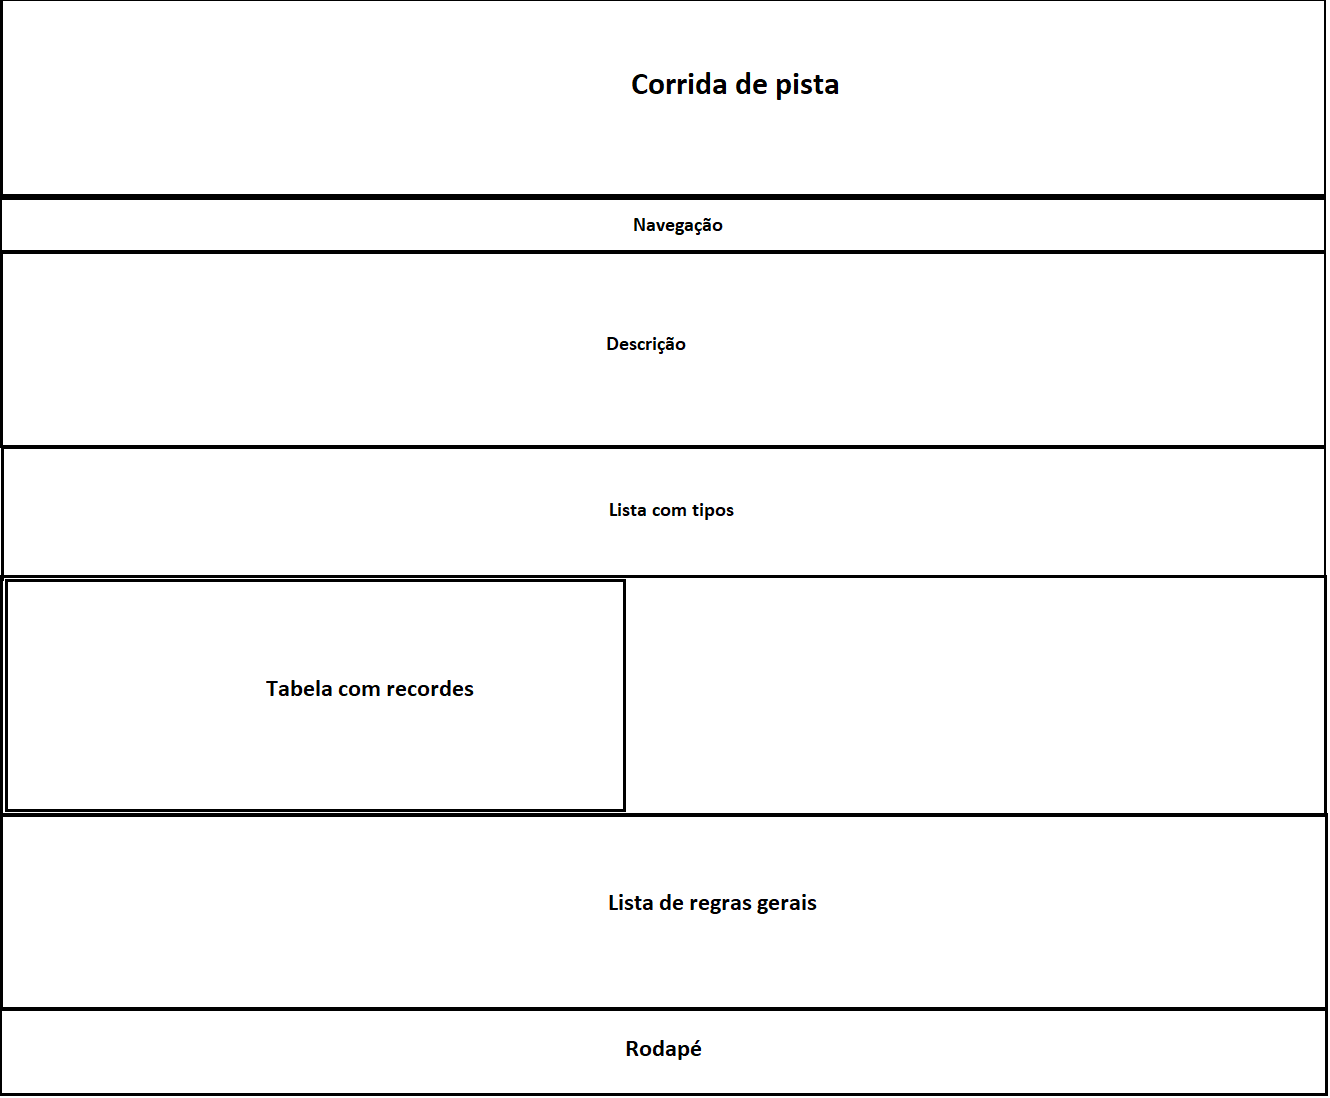 Corrida de pista
Navegação
Descrição
Lista com tipos
Tabela com recordes
Lista de regras gerais
Rodapé